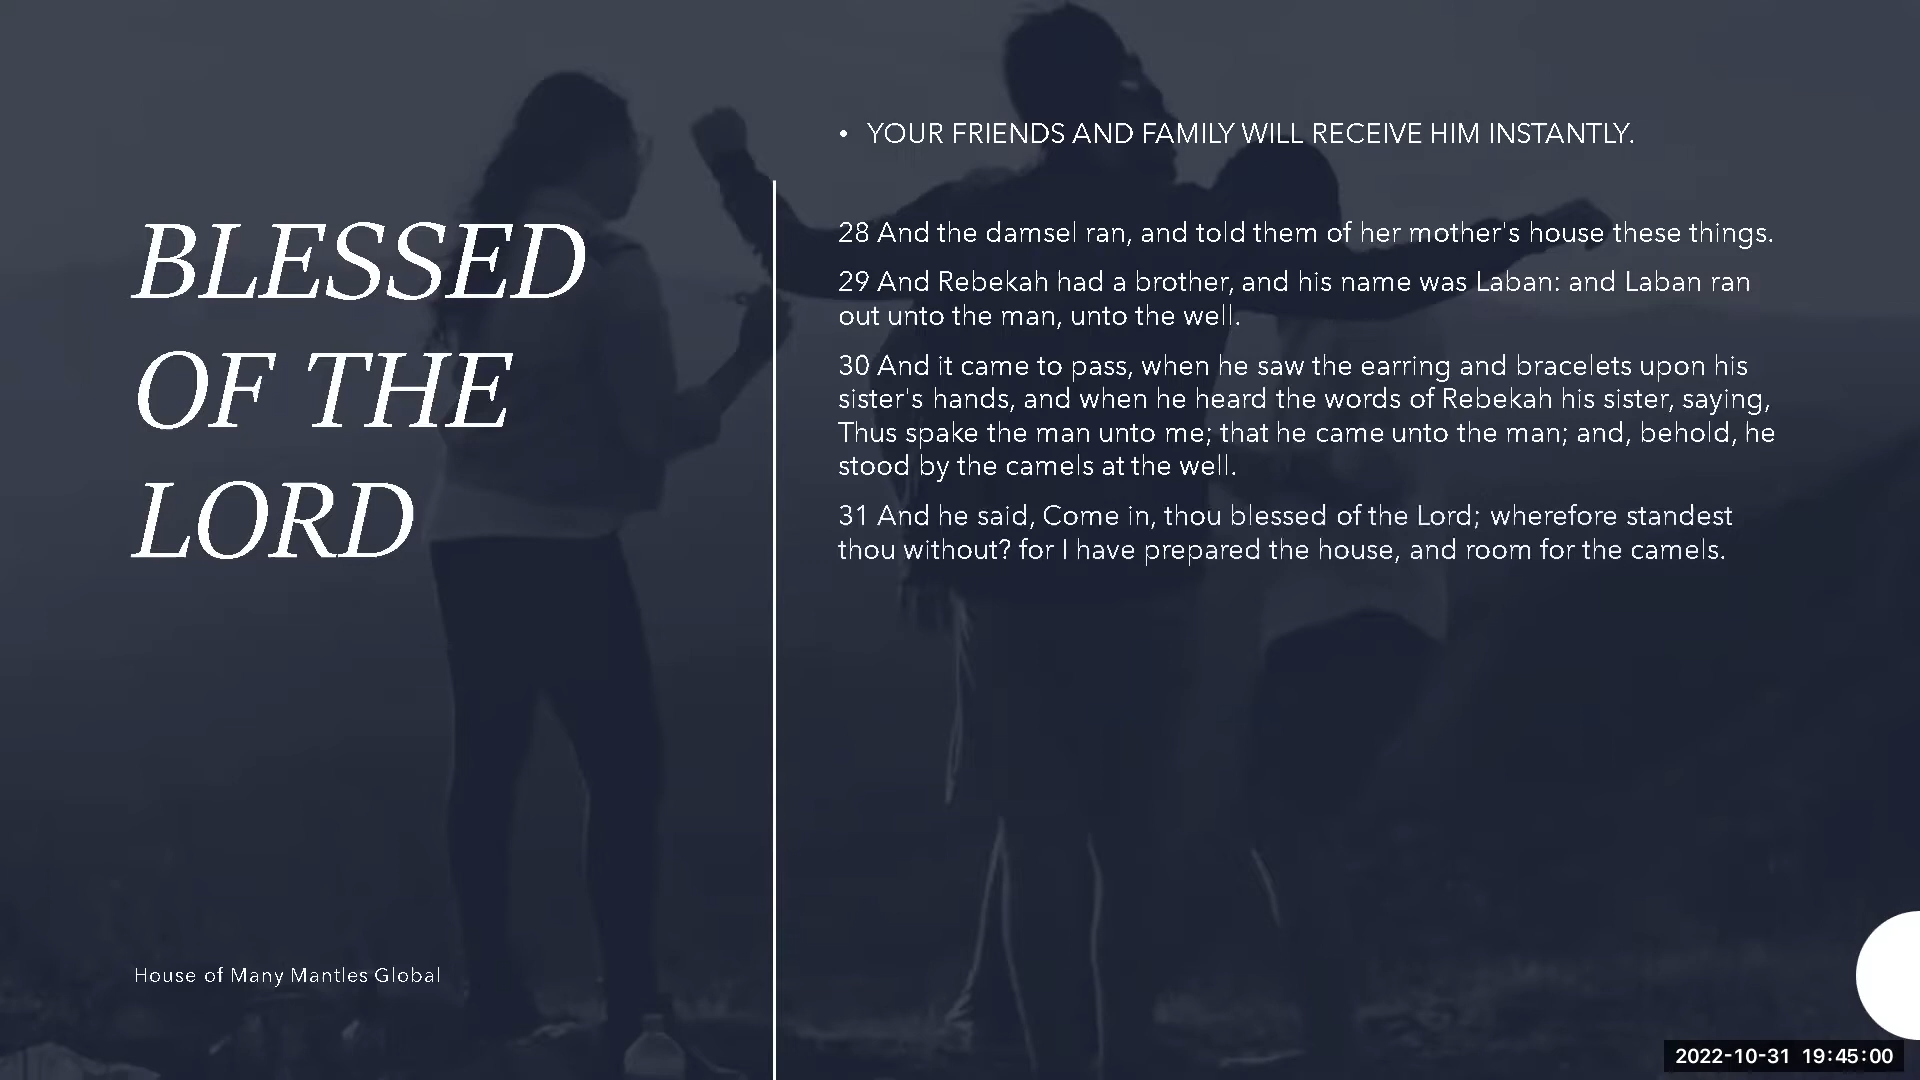 BLESSED
OF THE
LORD
• YOUR FRIENDS AND FAMILY WILL RECEIVE HIM INSTANTLY.
28 And the damsel ran, and told them of her mother's house these things.
29 And Rebekah had a brother, and his name was Laban: and Laban ran
out unto the man, unto the well.
30 And it came to pass, when he saw the earring and bracelets upon his
sister's hands, and when he heard the words of Rebekah his sister, saying,
Thus spake the man unto me; that he came unto the man; and, behold, he
stood by the camels at the well.
31 And he said, Come in, thou blessed of the Lord; wherefore standest
thou without? for I have prepared the house, and room for the camels.
House of Many Mantles Global
2022-10-31 19:45:00